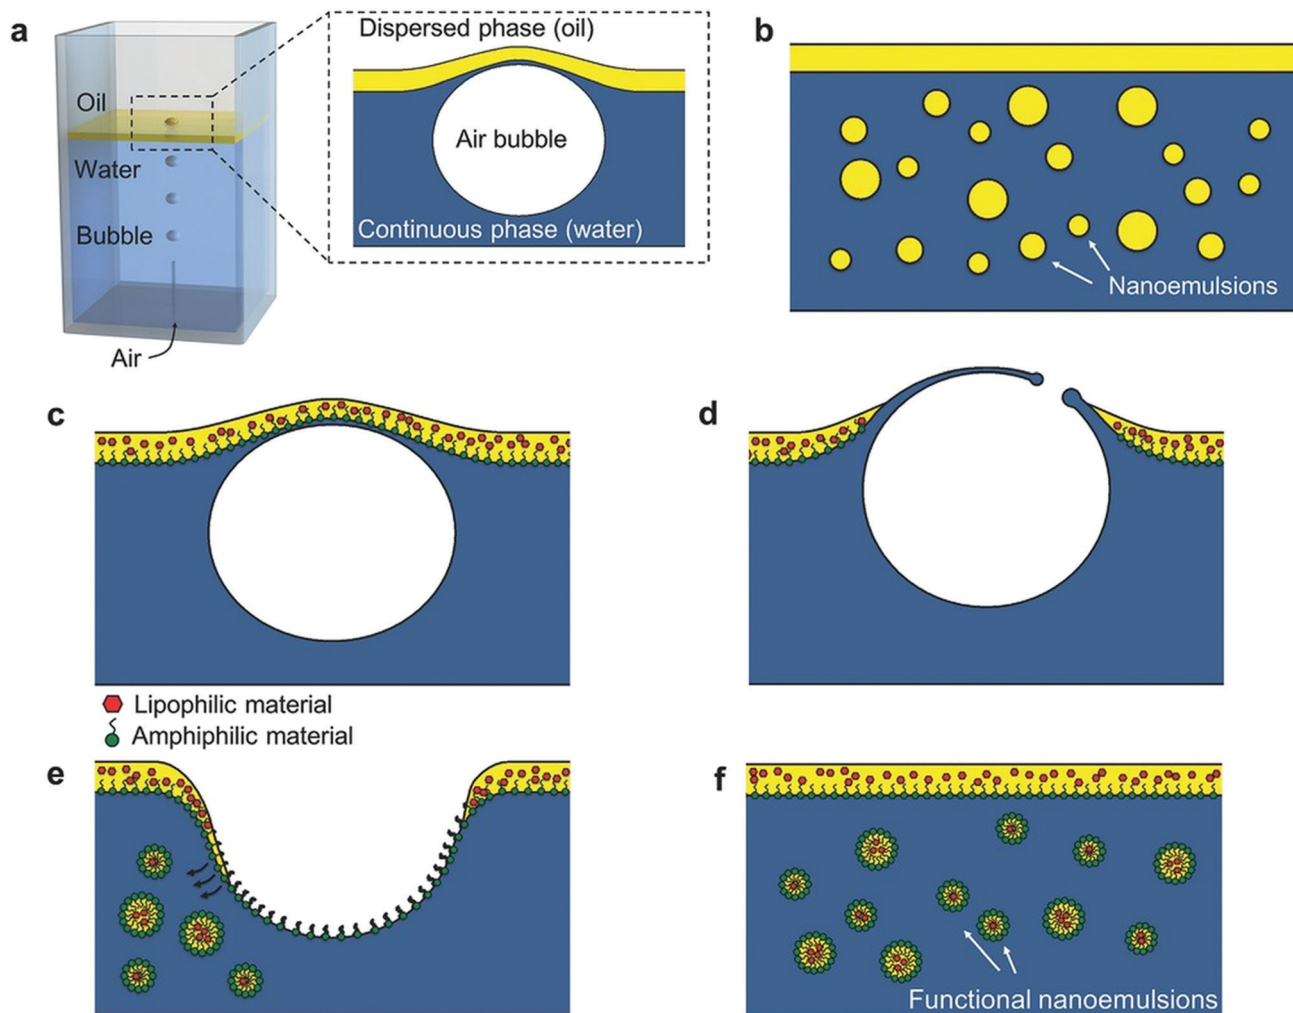 a
Dispersed phase (oil)
Oil
Air bubble
Water
Bubble
Continuous phase (water)
Air
b
Nanoemulsions
c
d
Lipophilic material
Amphiphilic material
e
f
Functional nanoemulsions